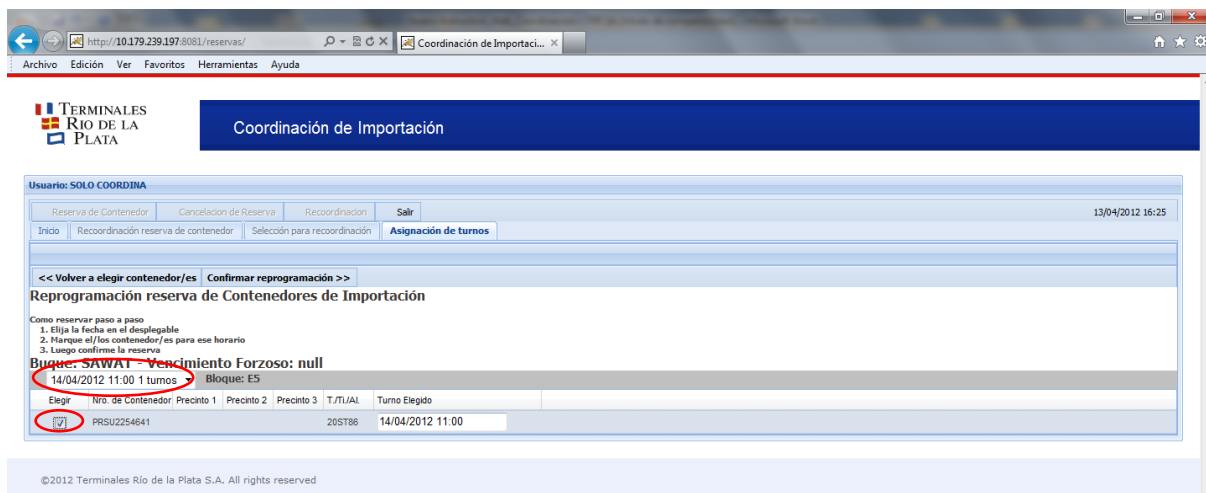 http://10.179.239.197:8081/reservas/
Coordinación de Importaci...
Archivo Edición Ver Favoritos Herramientas Ayuda
TERMINALES
RIO DE LA
PLATA
Coordinación de Importación
Usuario: SOLO COORDINA
Reserva de Contenedor Cancelacion de Reserva Recoordinacion Salir 13/04/2012 16:25
Inicio Recoordinación reserva de contenedor Selección para recoordinación Asignación de turnos
<< Volver a elegir contenedor/es Confirmar reprogramación >>
Reprogramación reserva de Contenedores de Importación
Como reservar paso a paso
1. Elija la fecha en el desplegable
2. Marque el/los contenedor/es para ese horario
3. Luego confirme la reserva
Buque: SAWAT - Vencimiento Forzoso: null
14/04/2012 11:00 1 turnos Bloque: E5
Elegir Nro. de Contenedor Precinto 1 Precinto 2 Precinto 3 T./Ti./Al. Turno Elegido
PRSU2254641 20ST86 14/04/2012 11:00
©2012 Terminales Río de la Plata S.A. All rights reserved